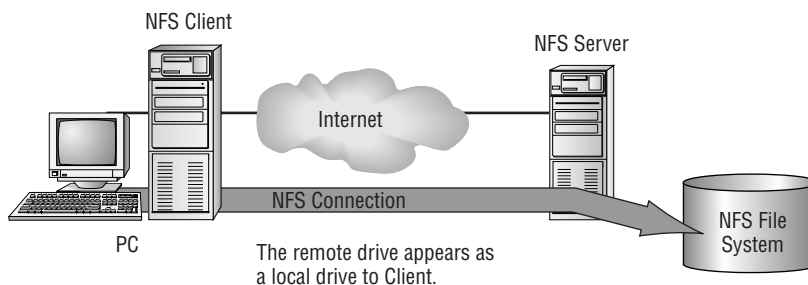 NFS Client
NFS Server
Internet
NFS Connection
PC
NFS File
System
The remote drive appears as
a local drive to Client.